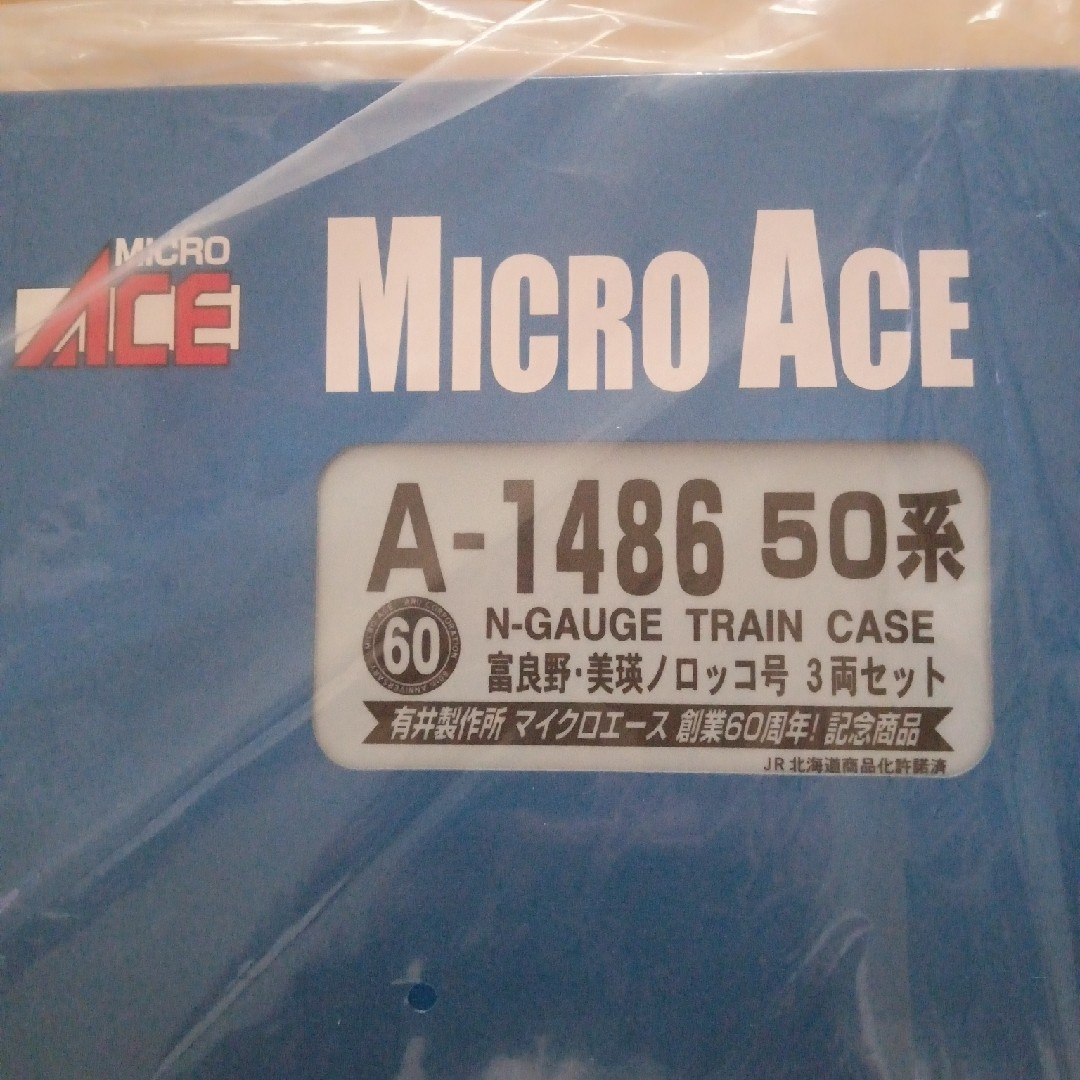 MICRO
ACE
MICRO ACE
A-1486 50系
N-GAUGE TRAIN CASE
60
富良野・美瑛ノロッコ号 3両セット
有井製作所 マイクロエース 創業60周年! 記念商品
JR北海道商品化許諾済